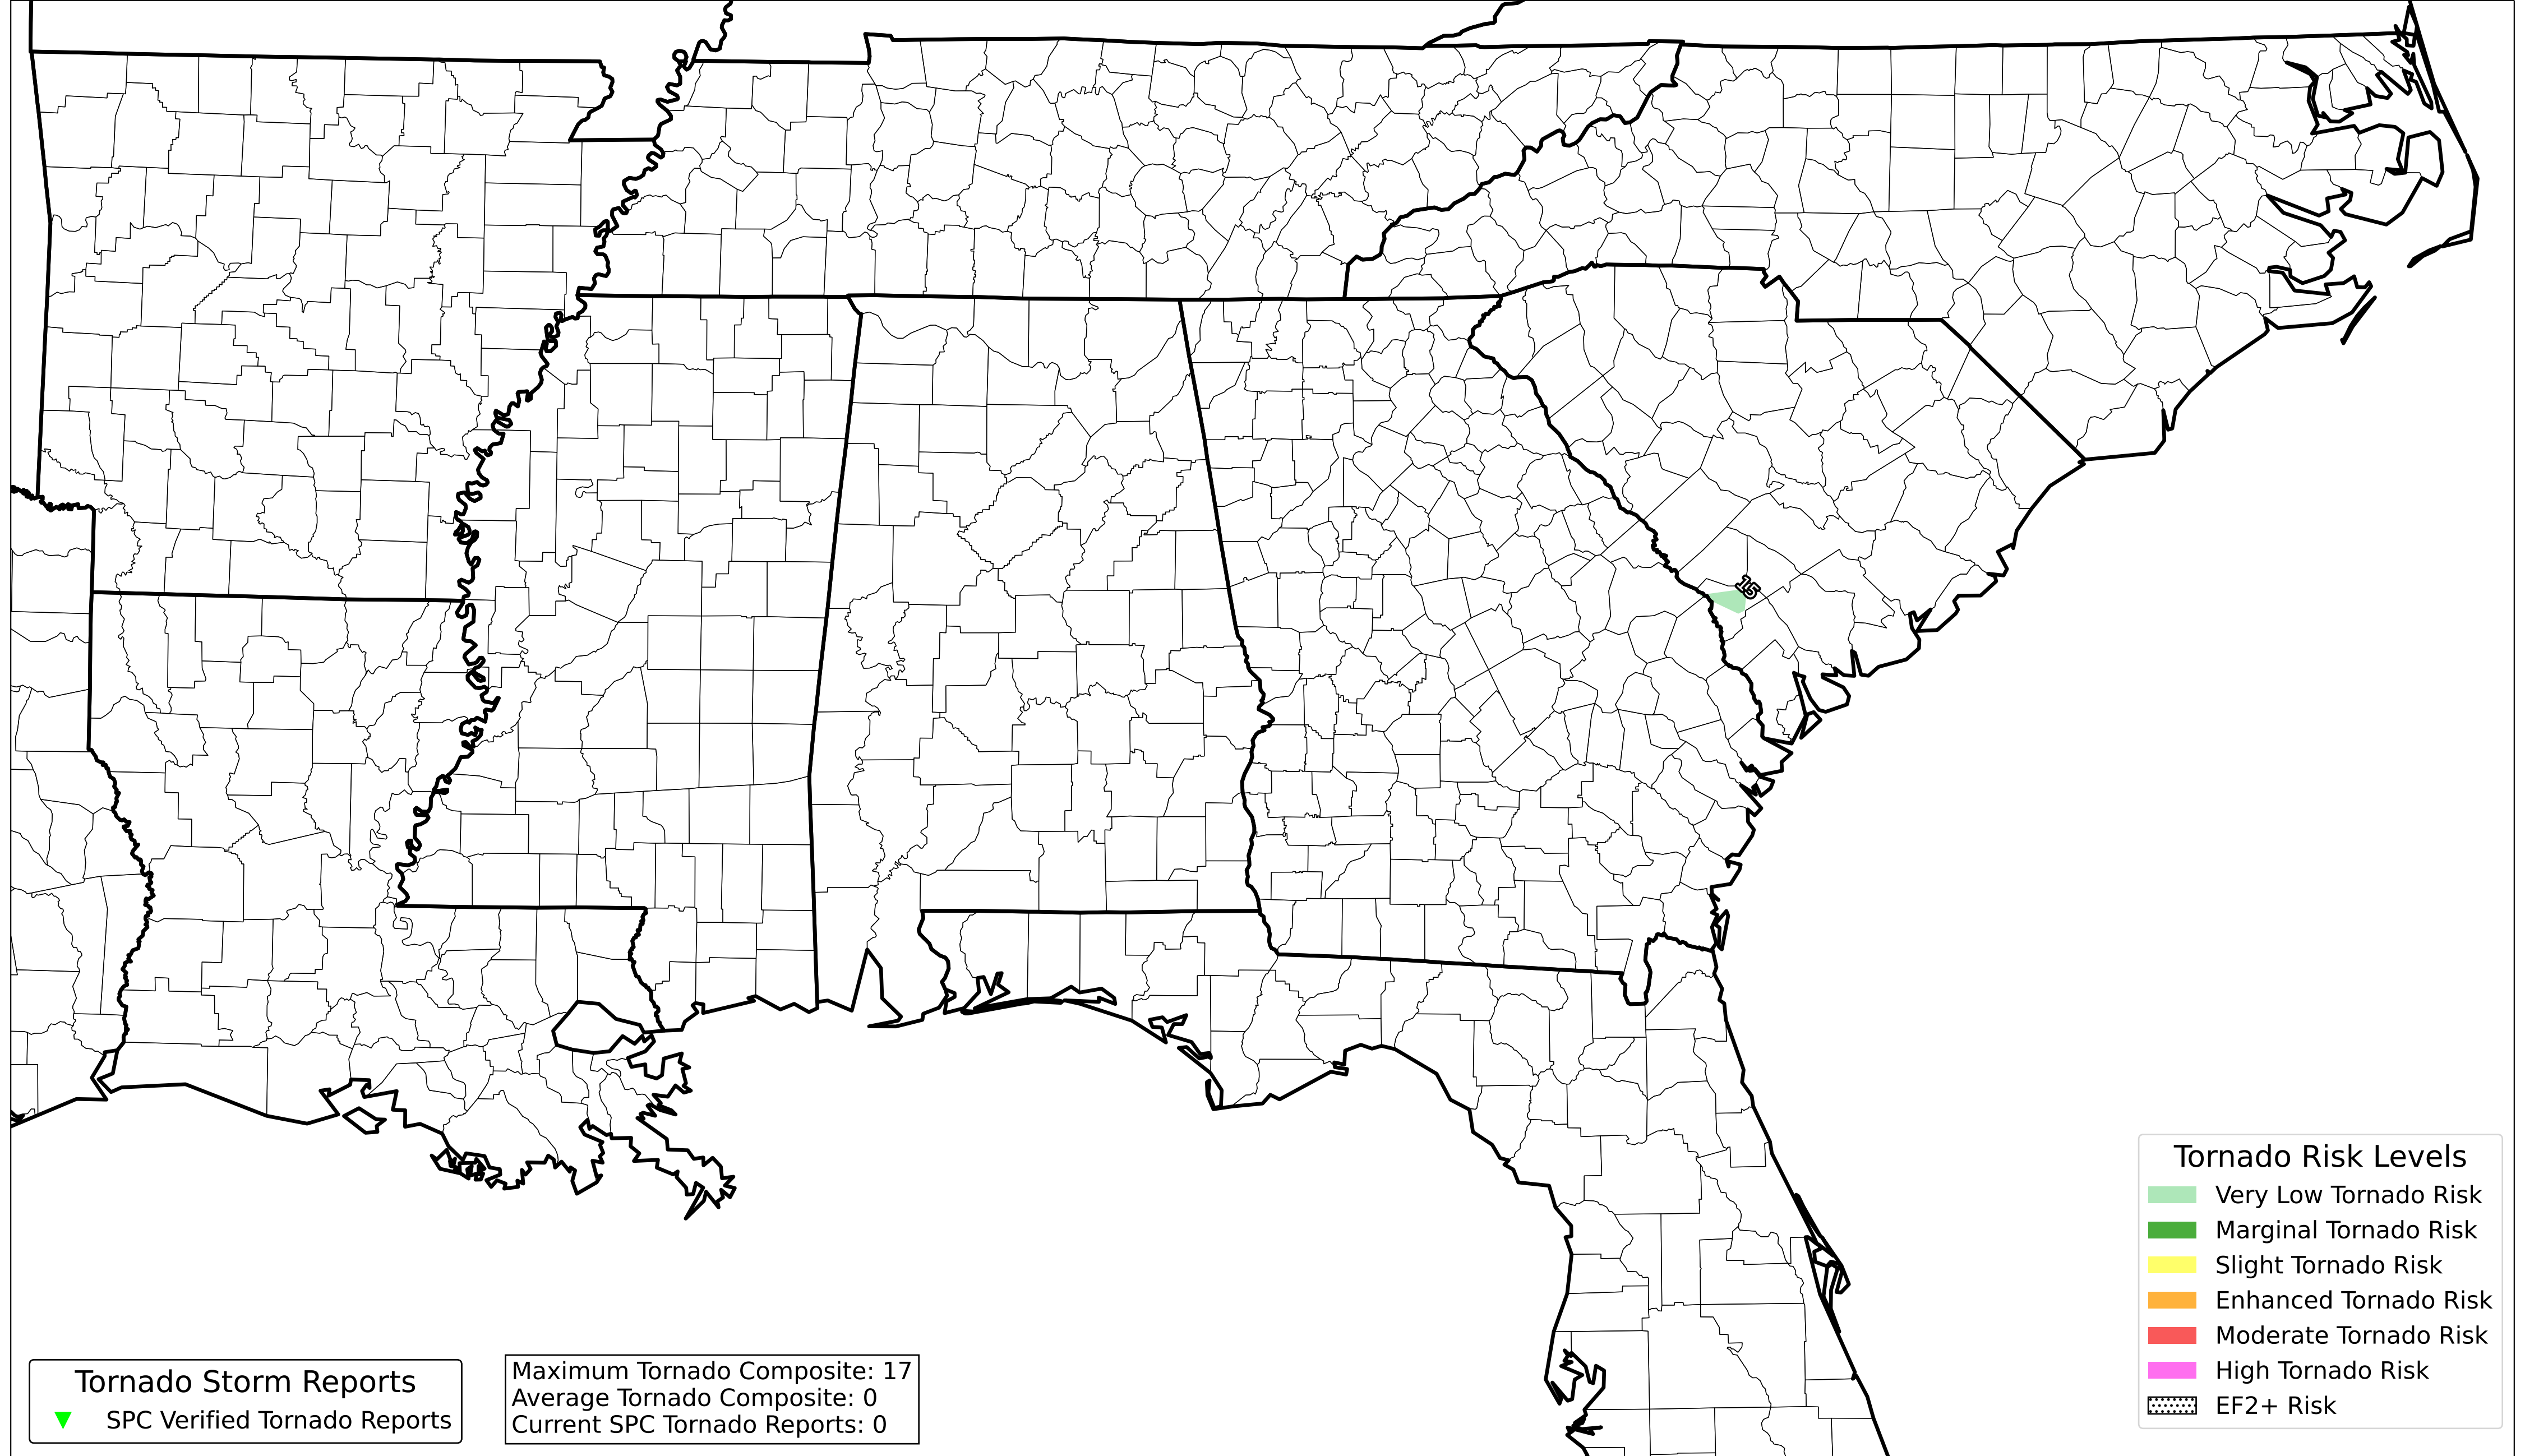 15
Tornado Risk Levels
Very Low Tornado Risk
Marginal Tornado Risk
Slight Tornado Risk
Enhanced Tornado Risk
Moderate Tornado Risk
High Tornado Risk
EF2+ Risk
Tornado Storm Reports
SPC Verified Tornado Reports
Maximum Tornado Composite: 17
Average Tornado Composite: 0
Current SPC Tornado Reports: 0